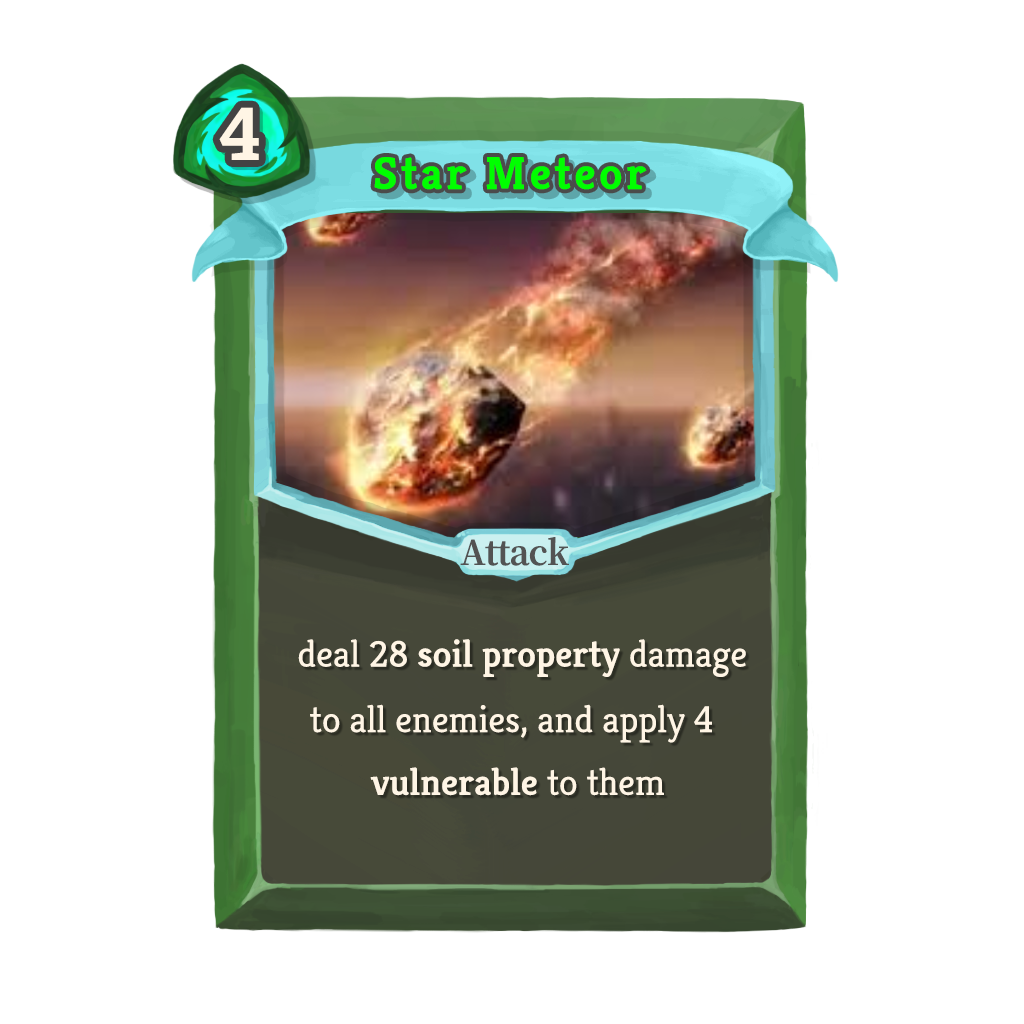 4
Star Meteor
Attack
deal 28 soil property damage
to all enemies, and apply 4
vulnerable to them